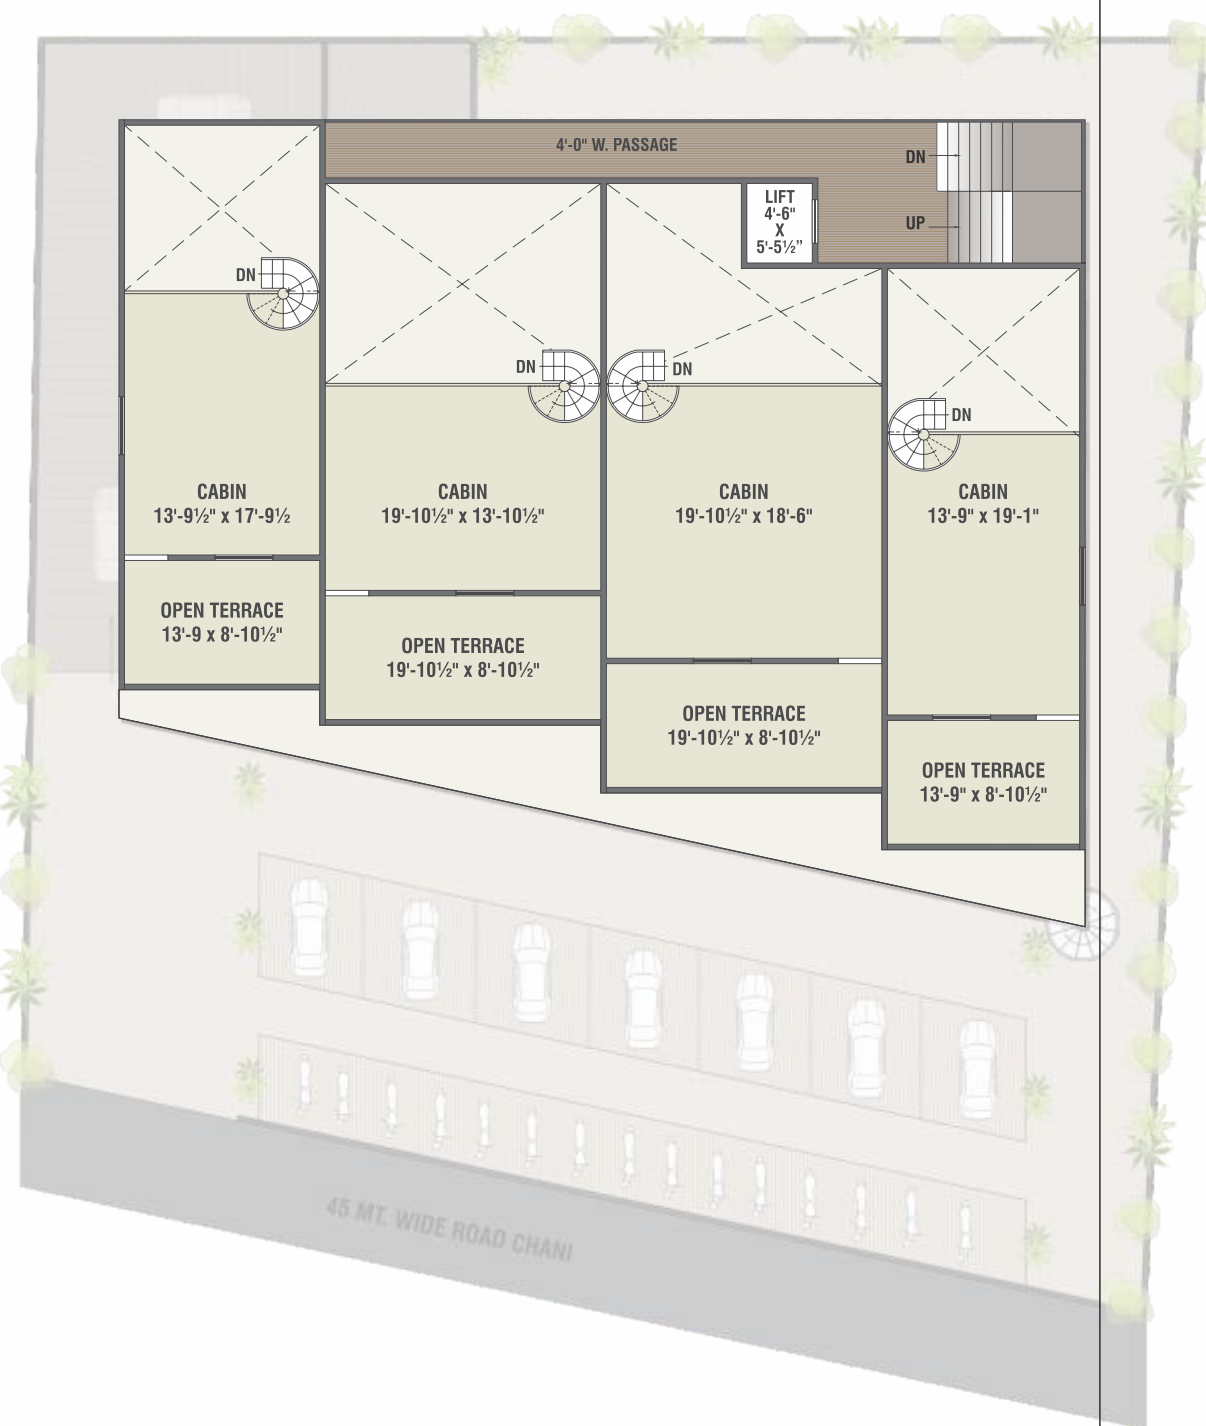 4'-0" W. PASSAGE
DN
UP
LIFT
4'-6"
X
5'-5½”
DN
DN
DN
DN
CABIN
13'-9½" x 17'-9½
CABIN
19'-10½" x 13'-10½"
CABIN
19'-10½" x 18'-6"
CABIN
13'-9" x 19'-1"
OPEN TERRACE
13'-9 x 8'-10½"
OPEN TERRACE
19'-10½" x 8'-10½"
OPEN TERRACE
19'-10½" x 8'-10½"
OPEN TERRACE
13'-9" x 8'-10½"
45 MT. WIDE ROAD CHANI